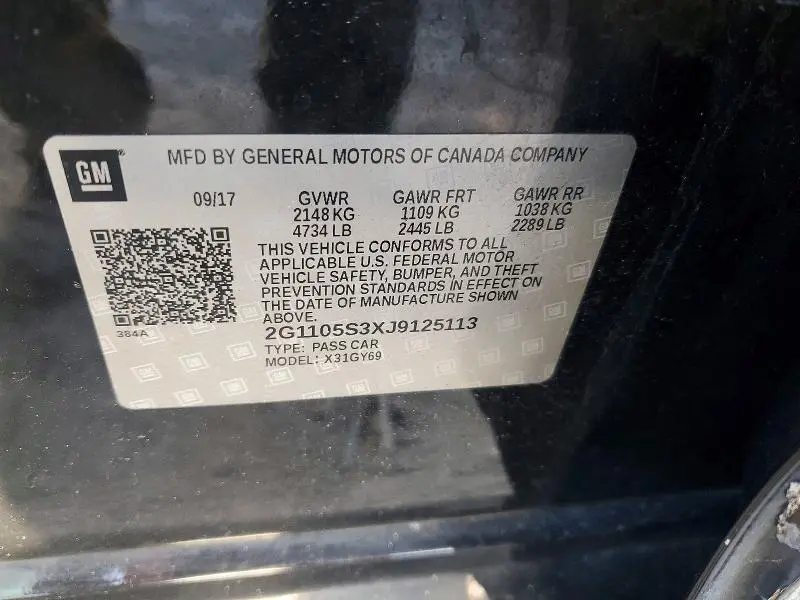 GM
MFD BY GENERAL MOTORS OF CANADA COMPANY
09/17 GVWR GAWR FRT GAWR RR
2148 KG 1109 KG 1038 KG
4734 LB 2445 LB 2289 LB
THIS VEHICLE CONFORMS TO ALL
APPLICABLE U.S. FEDERAL MOTOR
VEHICLE SAFETY, BUMPER, AND THEFT
PREVENTION STANDARDS IN EFFECT ON
THE DATE OF MANUFACTURE SHOWN
ABOVE.
384A
2G1105S3XJ9125113
TYPE: PASS CAR
MODEL: X31GY69